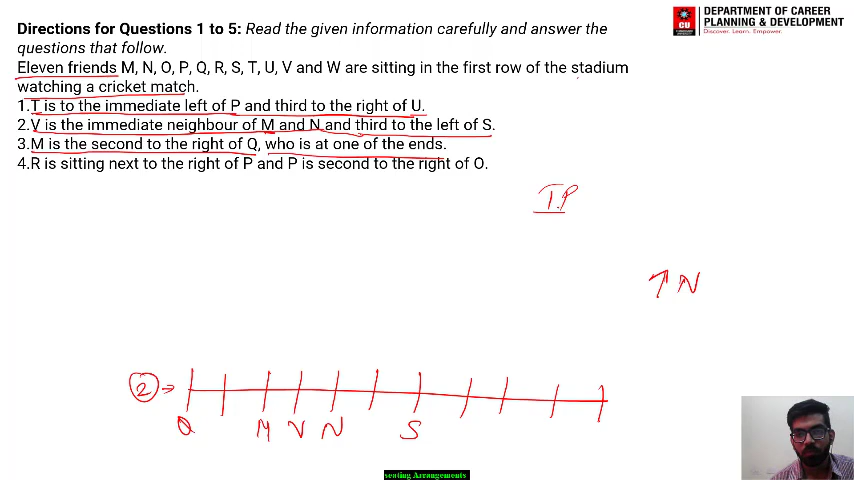 Directions for Questions 1 to 5: Read the given information carefully and answer the
questions that follow.
Eleven friends M, N, O, P, Q, R, S, T, U, V and W are sitting in the first row of the stadium
watching a cricket match.
1.T is to the immediate left of P and third to the right of U.
2.V is the immediate neighbour of M and N and third to the left of S.
3.M is the second to the right of Q, who is at one of the ends.
4.R is sitting next to the right of P and P is second to the right of O.
DEPARTMENT OF CAREER
PLANNING & DEVELOPMENT
Discover. Learn. Empower.
CU
T.P
↑ N
2 →
Q M V N S
seating Arrangements